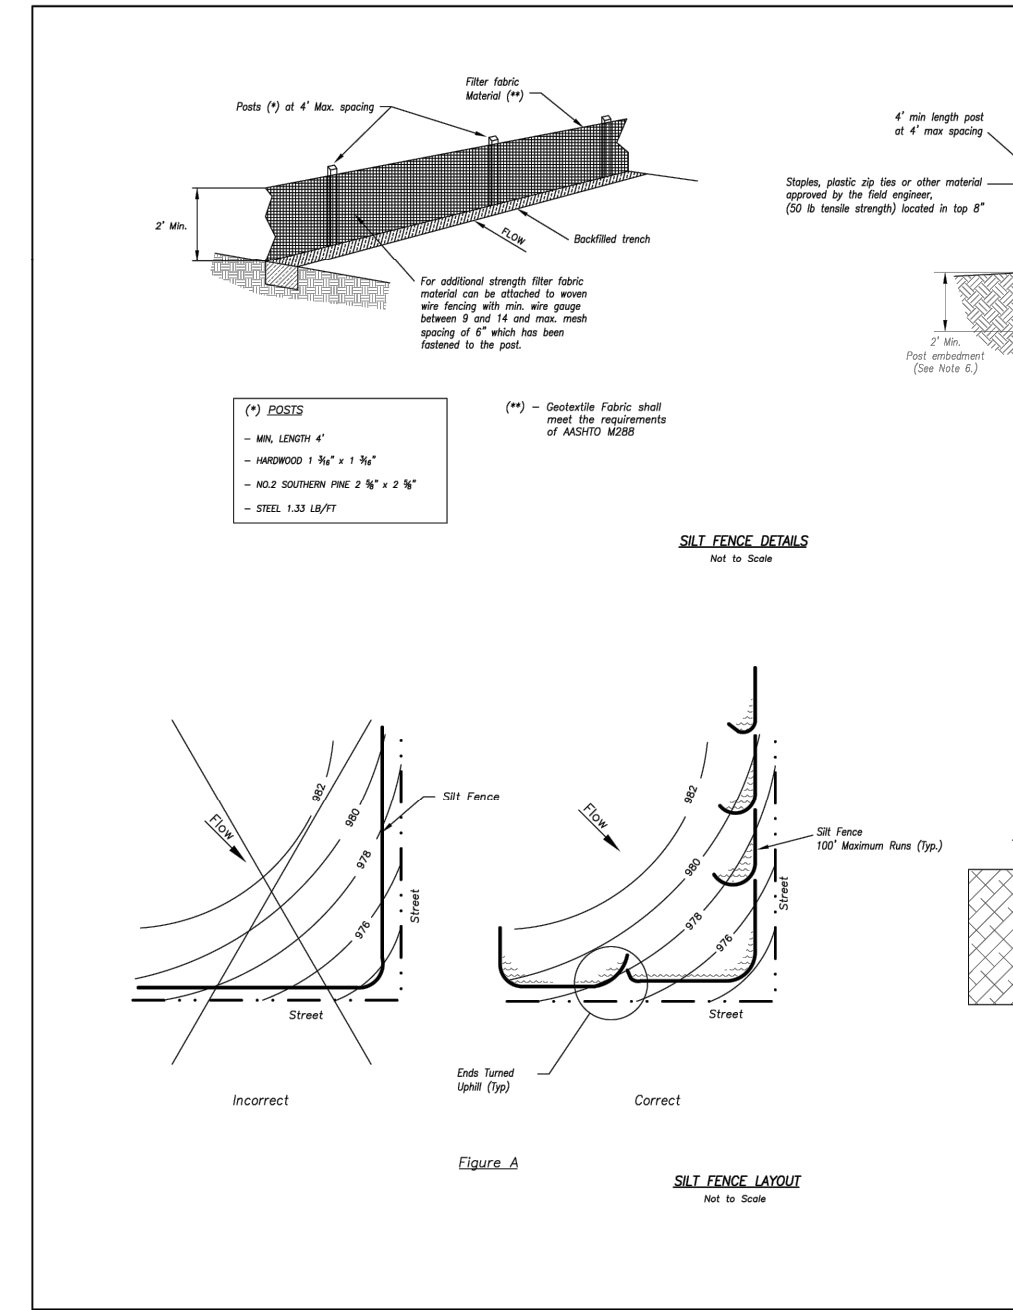 Filter fabric
Material (**)
Posts (*) at 4' Max. spacing
4' min length post
at 4' max spacing
Staples, plastic zip ties or other material
approved by the field engineer,
(50 lb tensile strength) located in top 8"
2' Min.
FLOW
Backfilled trench
For additional strength filter fabric
material can be attached to woven
wire fencing with min. wire gauge
between 9 and 14 and max. mesh
spacing of 6" which has been
fastened to the post.
2' Min.
Post embedment
(See Note 6.)
(*) POSTS
- MIN, LENGTH 4'
- HARDWOOD 1 3/16" x 1 3/16"
- NO.2 SOUTHERN PINE 2 5/8" x 2 5/8"
- STEEL 1.33 LB/FT
(**) - Geotextile Fabric shall
meet the requirements
of AASHTO M288
SILT FENCE DETAILS
Not to Scale
982
980
978
976
Flow
Silt Fence
Street
Street
Incorrect
982
980
978
976
Flow
Silt Fence
100' Maximum Runs (Typ.)
Street
Street
Ends Turned
Uphill (Typ)
Correct
Figure A
SILT FENCE LAYOUT
Not to Scale